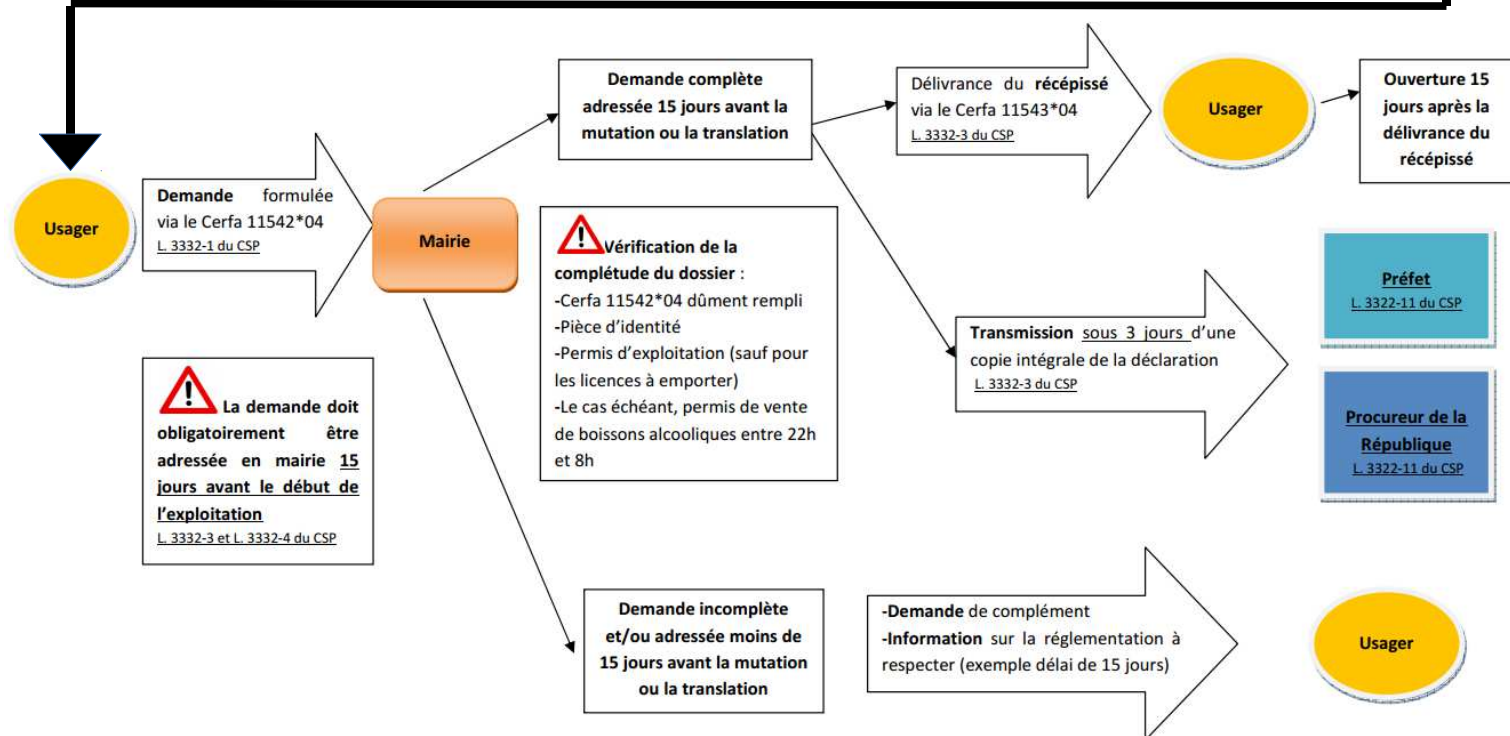 Usager
Demande formulée
via le Cerfa 11542*04
L. 3332-1 du CSP
Mairie
La demande doit
obligatoirement être
adressée en mairie 15
jours avant le début de
l’exploitation
L. 3332-3 et L. 3332-4 du CSP
Demande complète
adressée 15 jours avant la
mutation ou la translation
Vérification de la
complétude du dossier :
-Cerfa 11542*04 dûment rempli
-Pièce d’identité
-Permis d’exploitation (sauf pour
les licences à emporter)
-Le cas échéant, permis de vente
de boissons alcooliques entre 22h
et 8h
Délivrance du récépissé
via le Cerfa 11543*04
L. 3332-3 du CSP
Usager
Ouverture 15
jours après la
délivrance du
récépissé
Transmission sous 3 jours d’une
copie intégrale de la déclaration
L. 3332-3 du CSP
Préfet
L. 3322-11 du CSP
Procureur de la
République
L. 3322-11 du CSP
Demande incomplète
et/ou adressée moins de
15 jours avant la mutation
ou la translation
-Demande de complément
-Information sur la réglementation à
respecter (exemple délai de 15 jours)
Usager